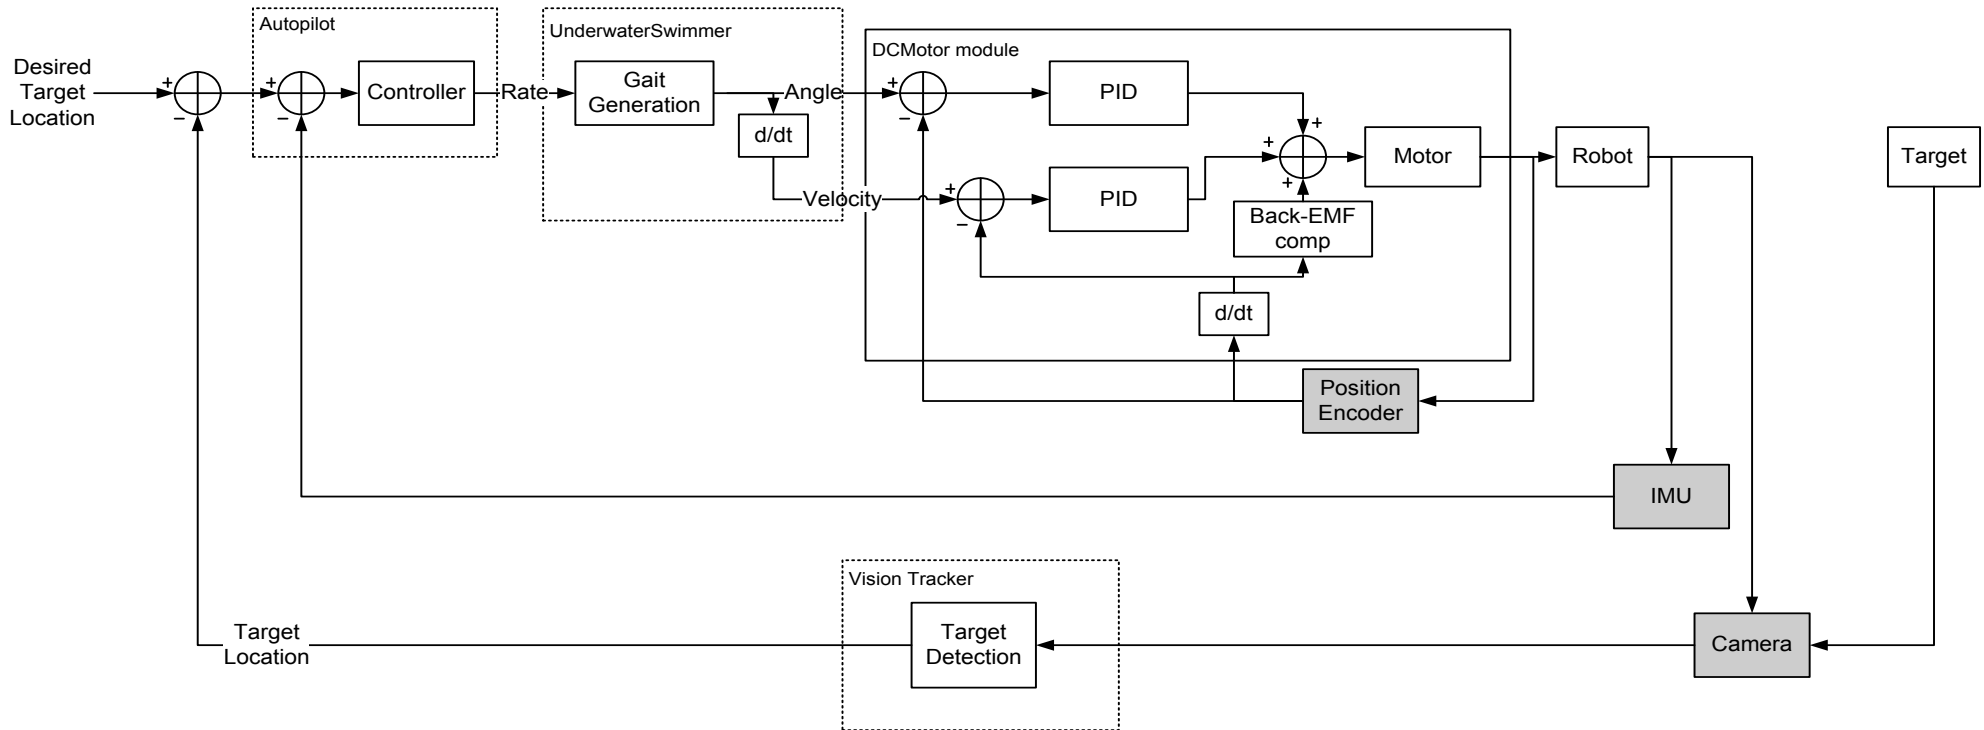 Autopilot
UnderwaterSwimmer
DCMotor module
Desired
Target
Location
+
−
+
−
Controller
Rate
Gait
Generation
Angle
d/dt
Velocity
+
−
PID
+
−
PID
+
+
+
Motor
Robot
Target
Back-EMF
comp
d/dt
Position
Encoder
IMU
Vision Tracker
Target
Detection
Camera
Target
Location